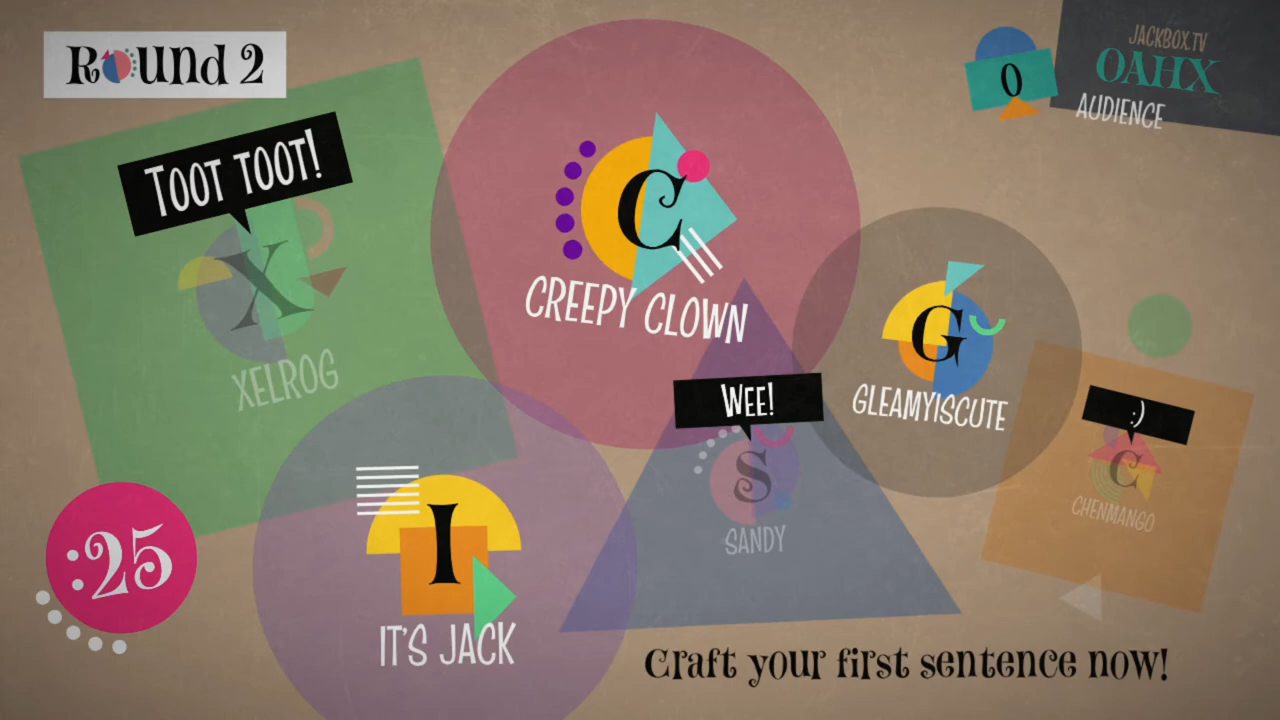 Round 2
JACKBOX.TV
OAHX
0
AUDIENCE
TOOT TOOT!
X
XELROG
C
CREEPY CLOWN
G
GLEAMYISCUTE
WEE!
S
SANDY
:)
C
CHENMANGO
I
IT'S JACK
:25
Craft your first sentence now!